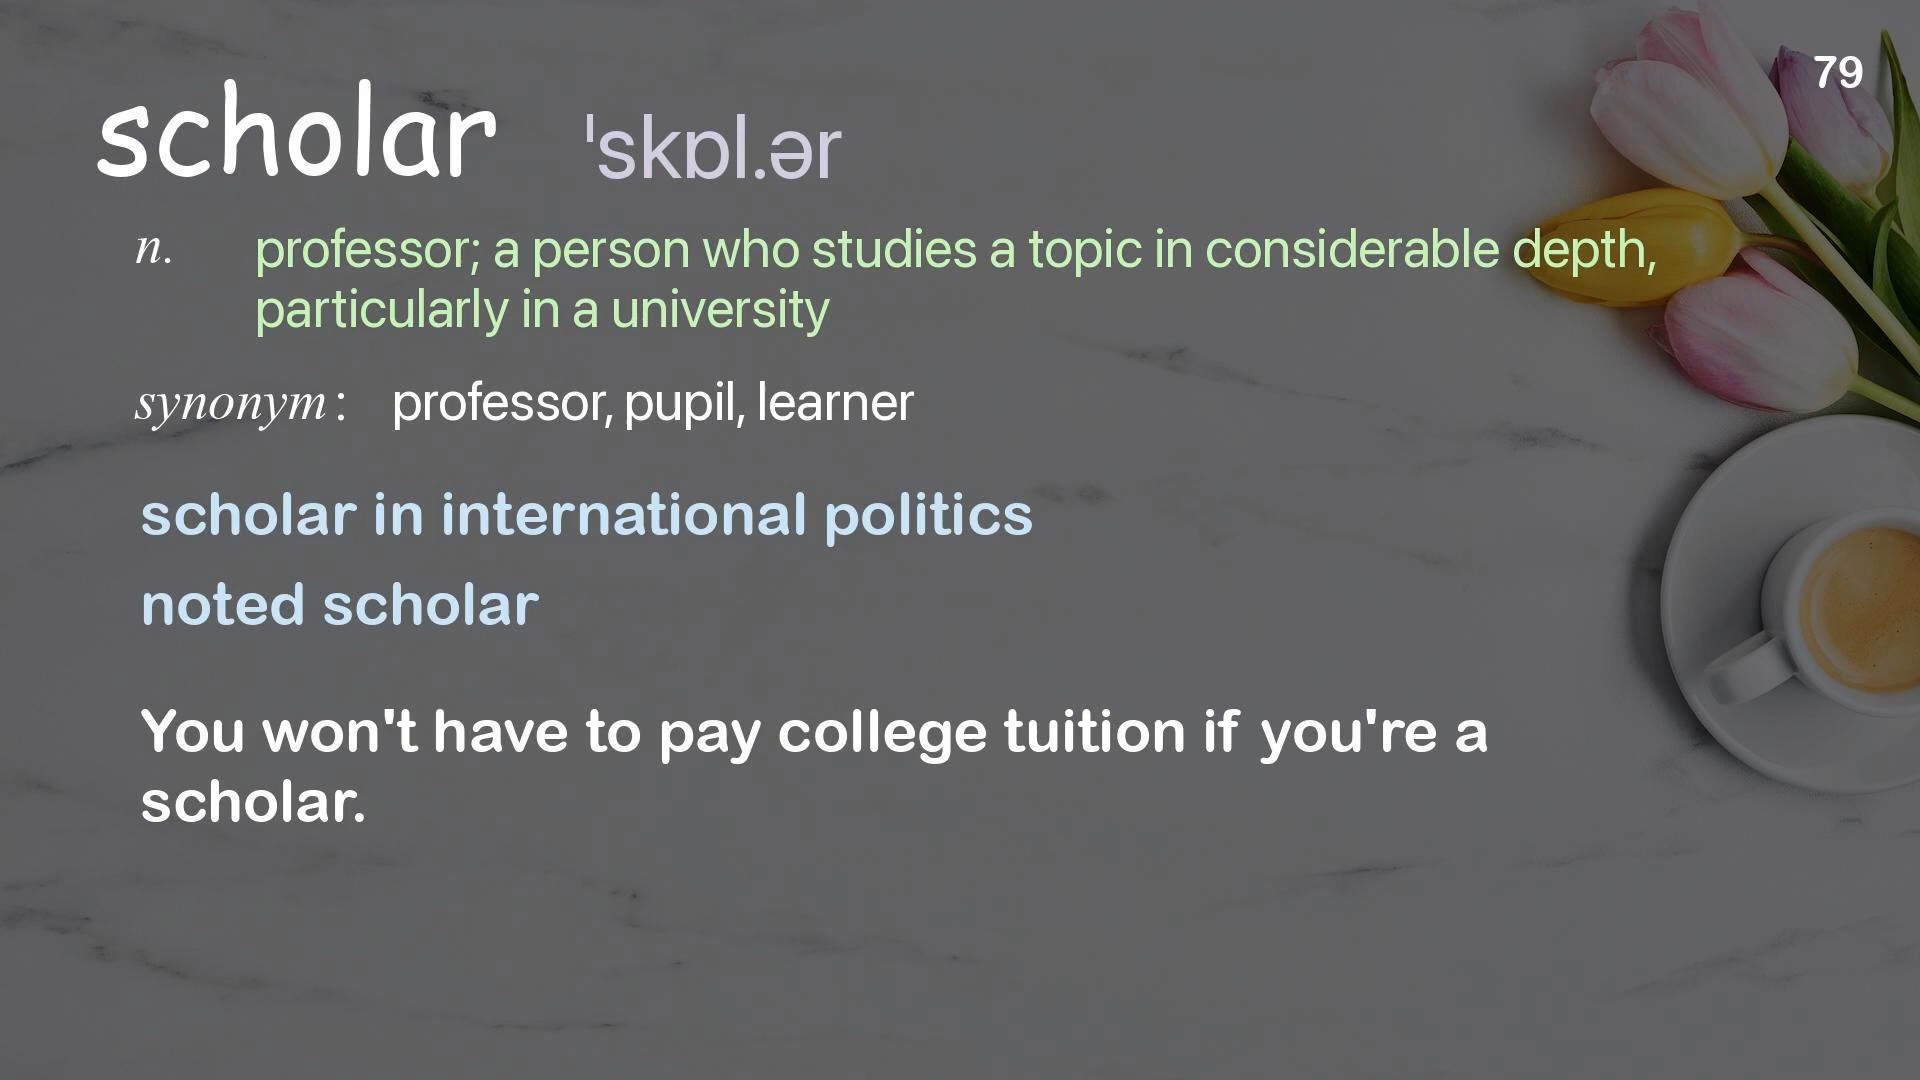 79
scholar ˈskɒl.ər
n. professor; a person who studies a topic in considerable depth,
particularly in a university
synonym: professor, pupil, learner
scholar in international politics
noted scholar
You won't have to pay college tuition if you're a
scholar.